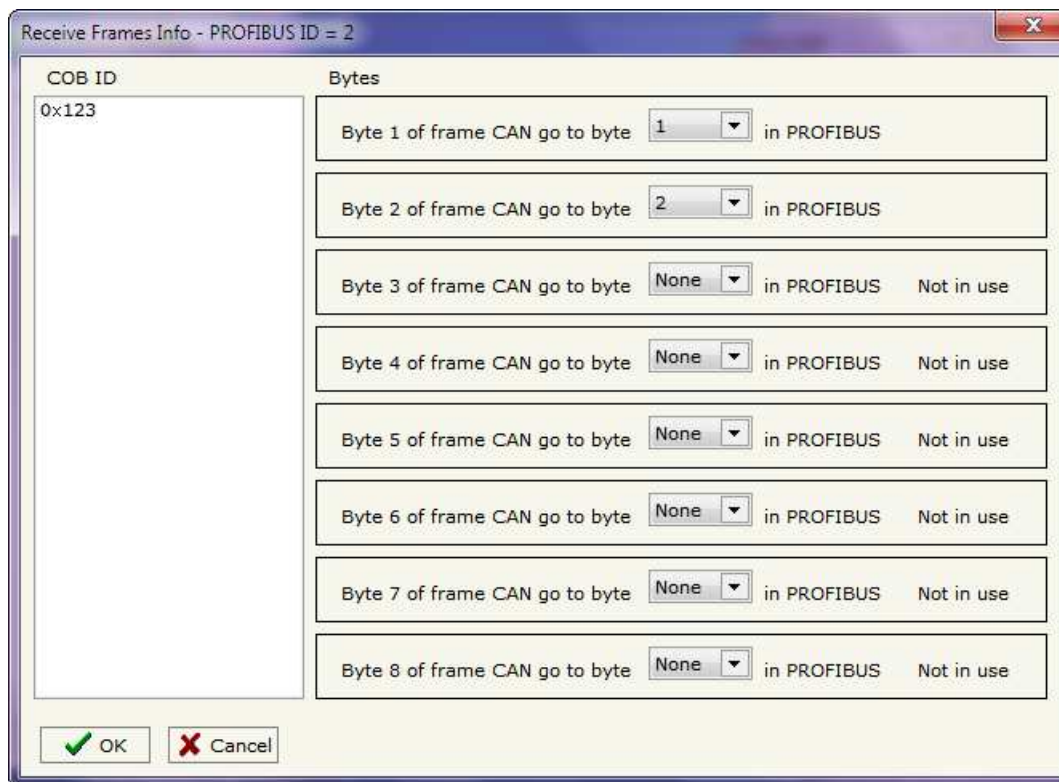 Receive Frames Info - PROFIBUS ID = 2
COB ID
Bytes
0x123
Byte 1 of frame CAN go to byte 1 in PROFIBUS
Byte 2 of frame CAN go to byte 2 in PROFIBUS
Byte 3 of frame CAN go to byte None in PROFIBUS Not in use
Byte 4 of frame CAN go to byte None in PROFIBUS Not in use
Byte 5 of frame CAN go to byte None in PROFIBUS Not in use
Byte 6 of frame CAN go to byte None in PROFIBUS Not in use
Byte 7 of frame CAN go to byte None in PROFIBUS Not in use
Byte 8 of frame CAN go to byte None in PROFIBUS Not in use
OK
Cancel